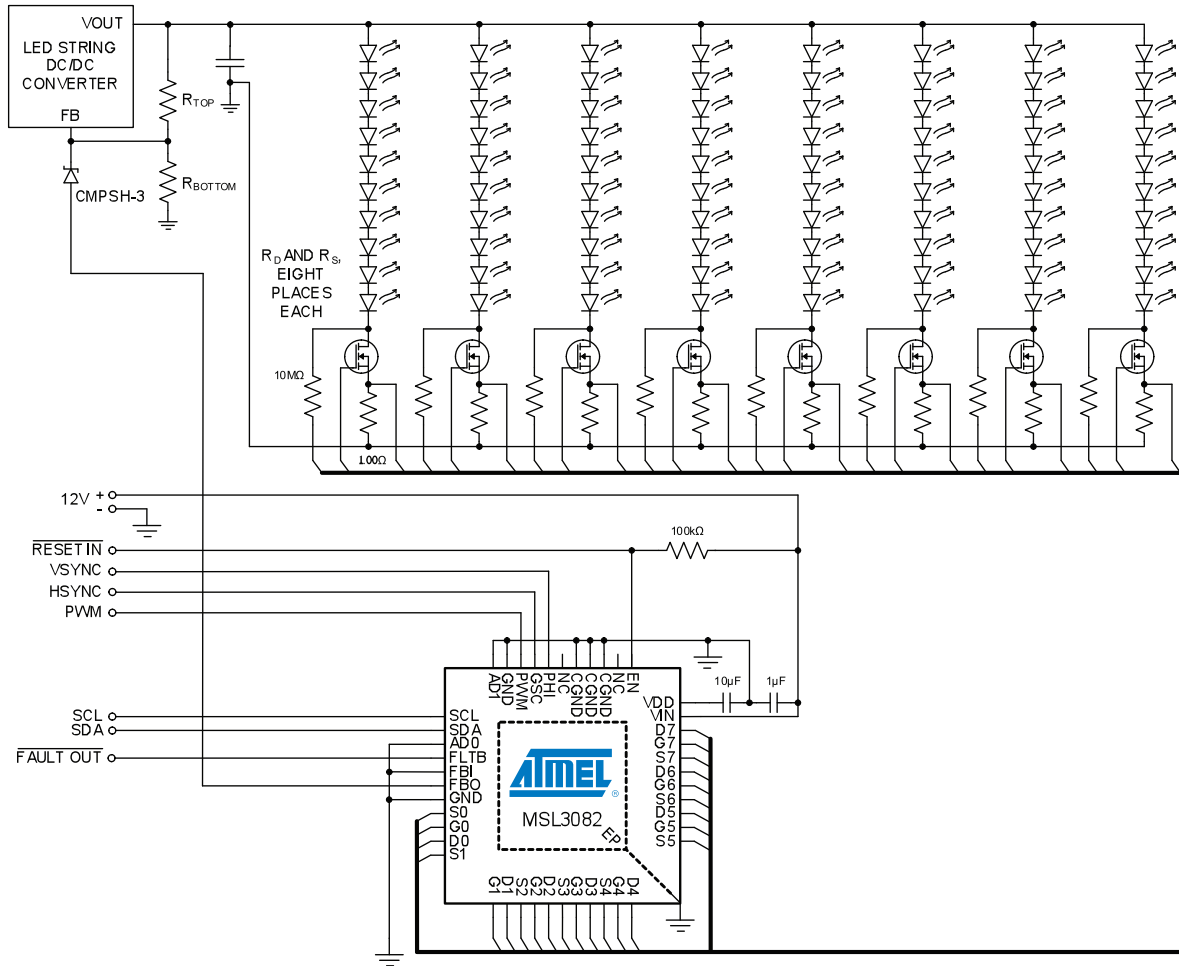 VOUT
LED STRING
DC/DC
CONVERTER
FB
RTOP
RBOTTOM
CMPSH-3
RD AND RS,
EIGHT
PLACES
EACH
10MΩ
1.00Ω
12V +
-
RESET IN
VSYNC
HSYNC
PWM
100kΩ
AD1
GND
PWM
GSC
PHI
NC
CGND
CGND
CGND
NC
EN
10µF
1µF
SCL
SDA
FAULT OUT
SCL
SDA
AD0
FLTB
FBI
FBO
GND
S0
G0
D0
S1
VDD
VIN
D7
G7
S7
D6
G6
S6
D5
G5
S5
ATMEL
®
MSL3082
EP
G1
D1
S2
G2
D2
S3
G3
D3
S4
G4
D4